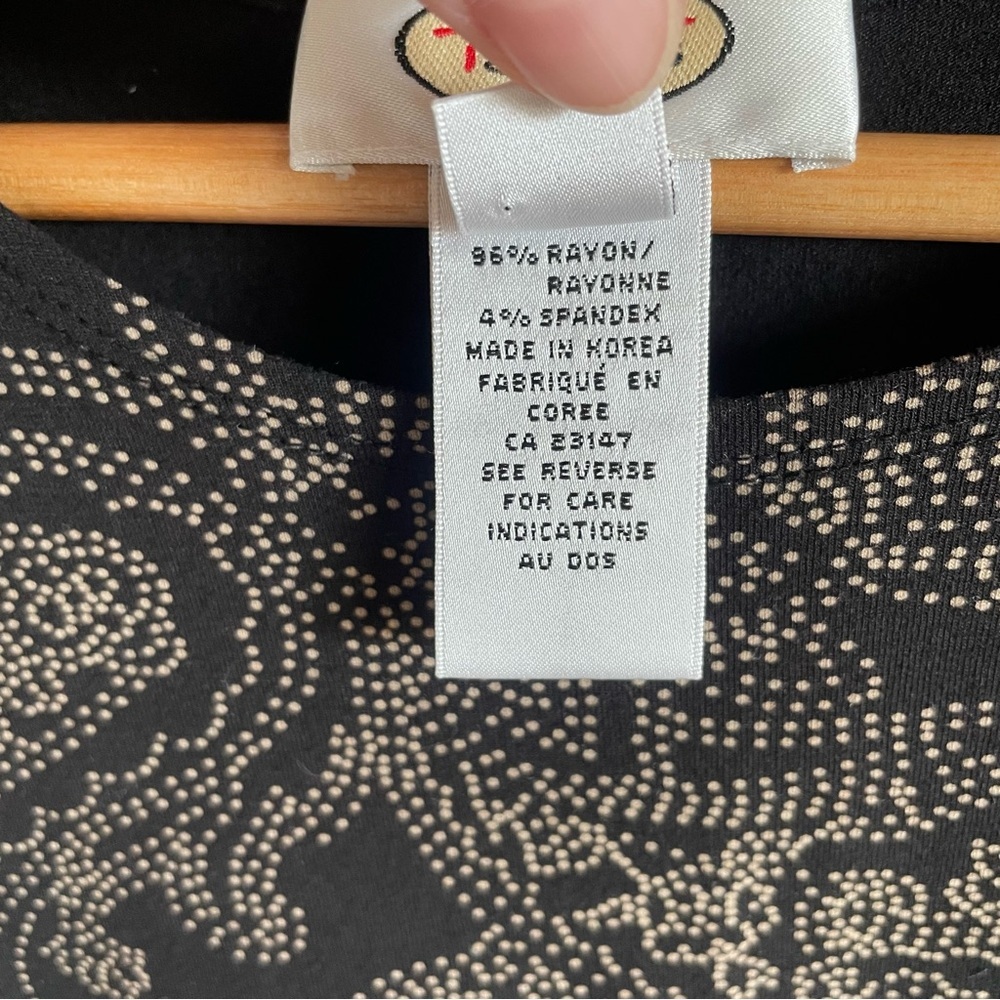 96% RAYON/
RAYONNE
4% SPANDEX
MADE IN KOREA
FABRIQUÉ EN
COREE
CA 23147
SEE REVERSE
FOR CARE
INDICATIONS
AU DOS